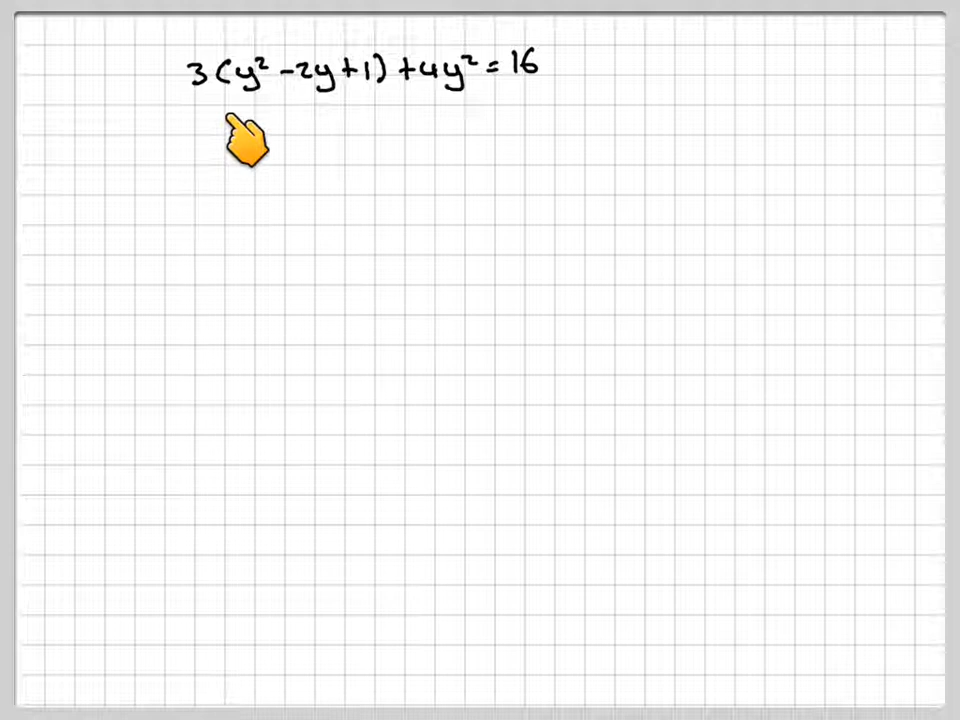 3(y² -2y+1) +4y² = 16